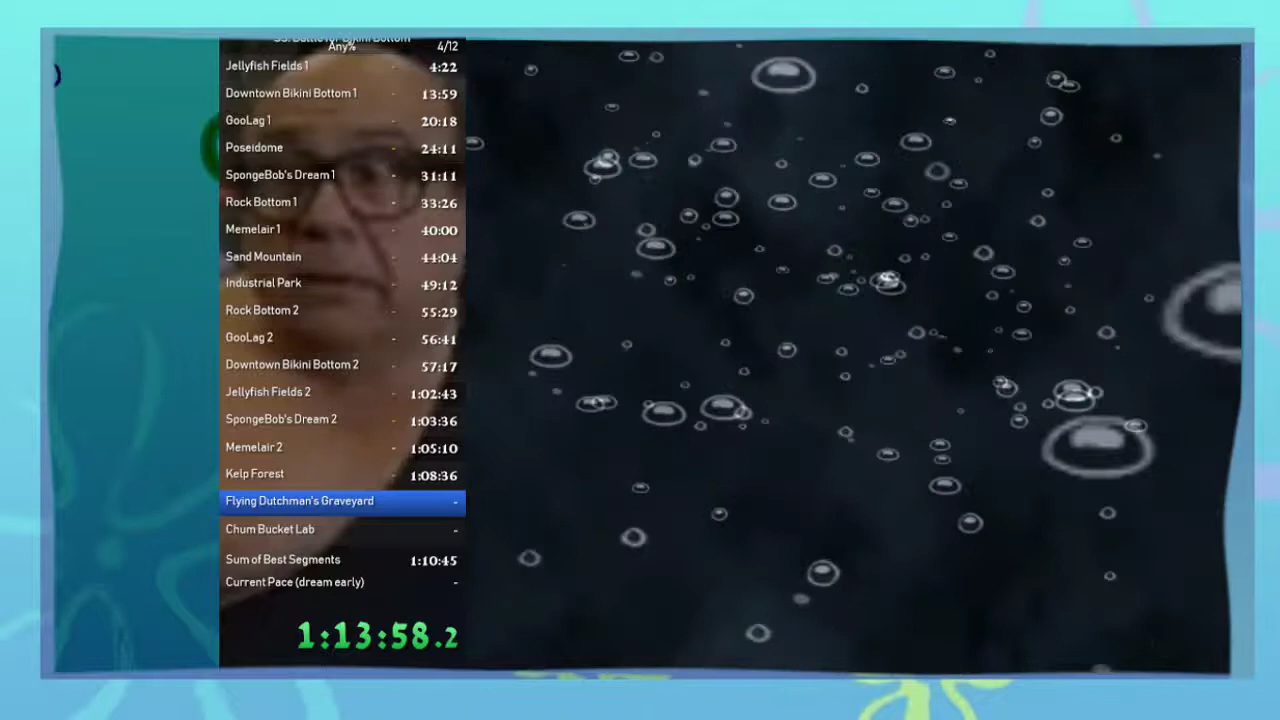 SS: Battle for Bikini Bottom
Any% 4/12
Jellyfish Fields 1 - 4:22
Downtown Bikini Bottom 1 - 13:59
GooLag 1 - 20:18
Poseidome - 24:11
SpongeBob's Dream 1 - 31:11
Rock Bottom 1 - 33:26
Memelair 1 - 40:00
Sand Mountain - 44:04
Industrial Park - 49:12
Rock Bottom 2 - 55:29
GooLag 2 - 56:41
Downtown Bikini Bottom 2 - 57:17
Jellyfish Fields 2 - 1:02:43
SpongeBob's Dream 2 - 1:03:36
Memelair 2 - 1:05:10
Kelp Forest - 1:08:36
Flying Dutchman's Graveyard -
Chum Bucket Lab -
Sum of Best Segments 1:10:45
Current Pace (dream early) -
1:13:58.2